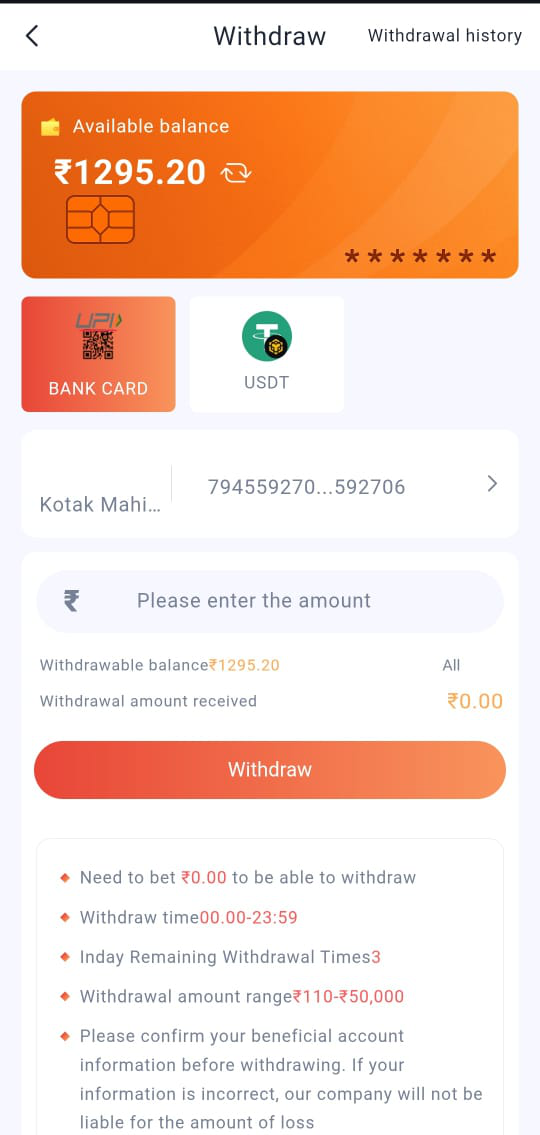 Withdraw
Withdrawal history
Available balance
₹1295.20
*******
UPI
BANK CARD
USDT
Kotak Mahi...
794559270...592706
₹
Please enter the amount
Withdrawable balance₹1295.20
All
Withdrawal amount received
₹0.00
Withdraw
Need to bet ₹0.00 to be able to withdraw
Withdraw time00.00-23:59
Inday Remaining Withdrawal Times3
Withdrawal amount range₹110-₹50,000
Please confirm your beneficial account
information before withdrawing. If your
information is incorrect, our company will not be
liable for the amount of loss